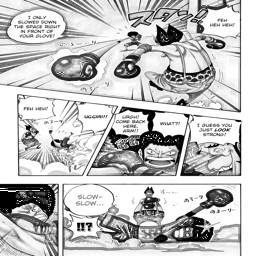 FEH
HEH HEH!
I ONLY
SLOWED DOWN
THE SPACE RIGHT
IN FRONT OF
YOUR GLOVE!
I GUESS YOU
JUST LOOK
STRONG!
WHAT?!
URGH!
COME BACK
HERE,
ARM!!
FEH HEH!
SLOW-
SLOW...
!!?